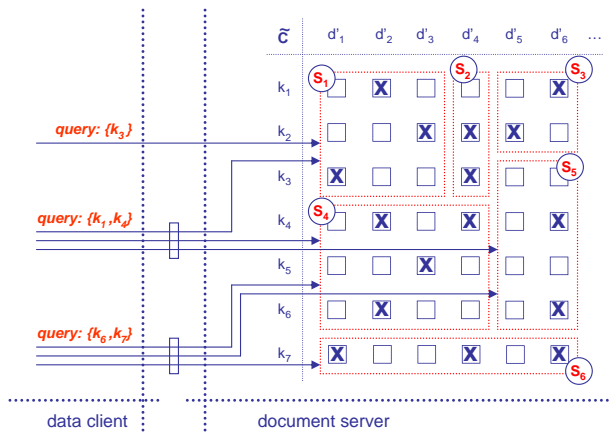 c̃ d'₁ d'₂ d'₃ d'₄ d'₅ d'₆ ...
S₁ S₂ S₃
k₁ X X
query: {k₃} k₂ X X X
S₅
k₃ X X
query: {k₁,k₄} S₄ k₄ X X X
k₅ X
k₆ X X
query: {k₆,k₇}
k₇ X X X
S₆
data client document server